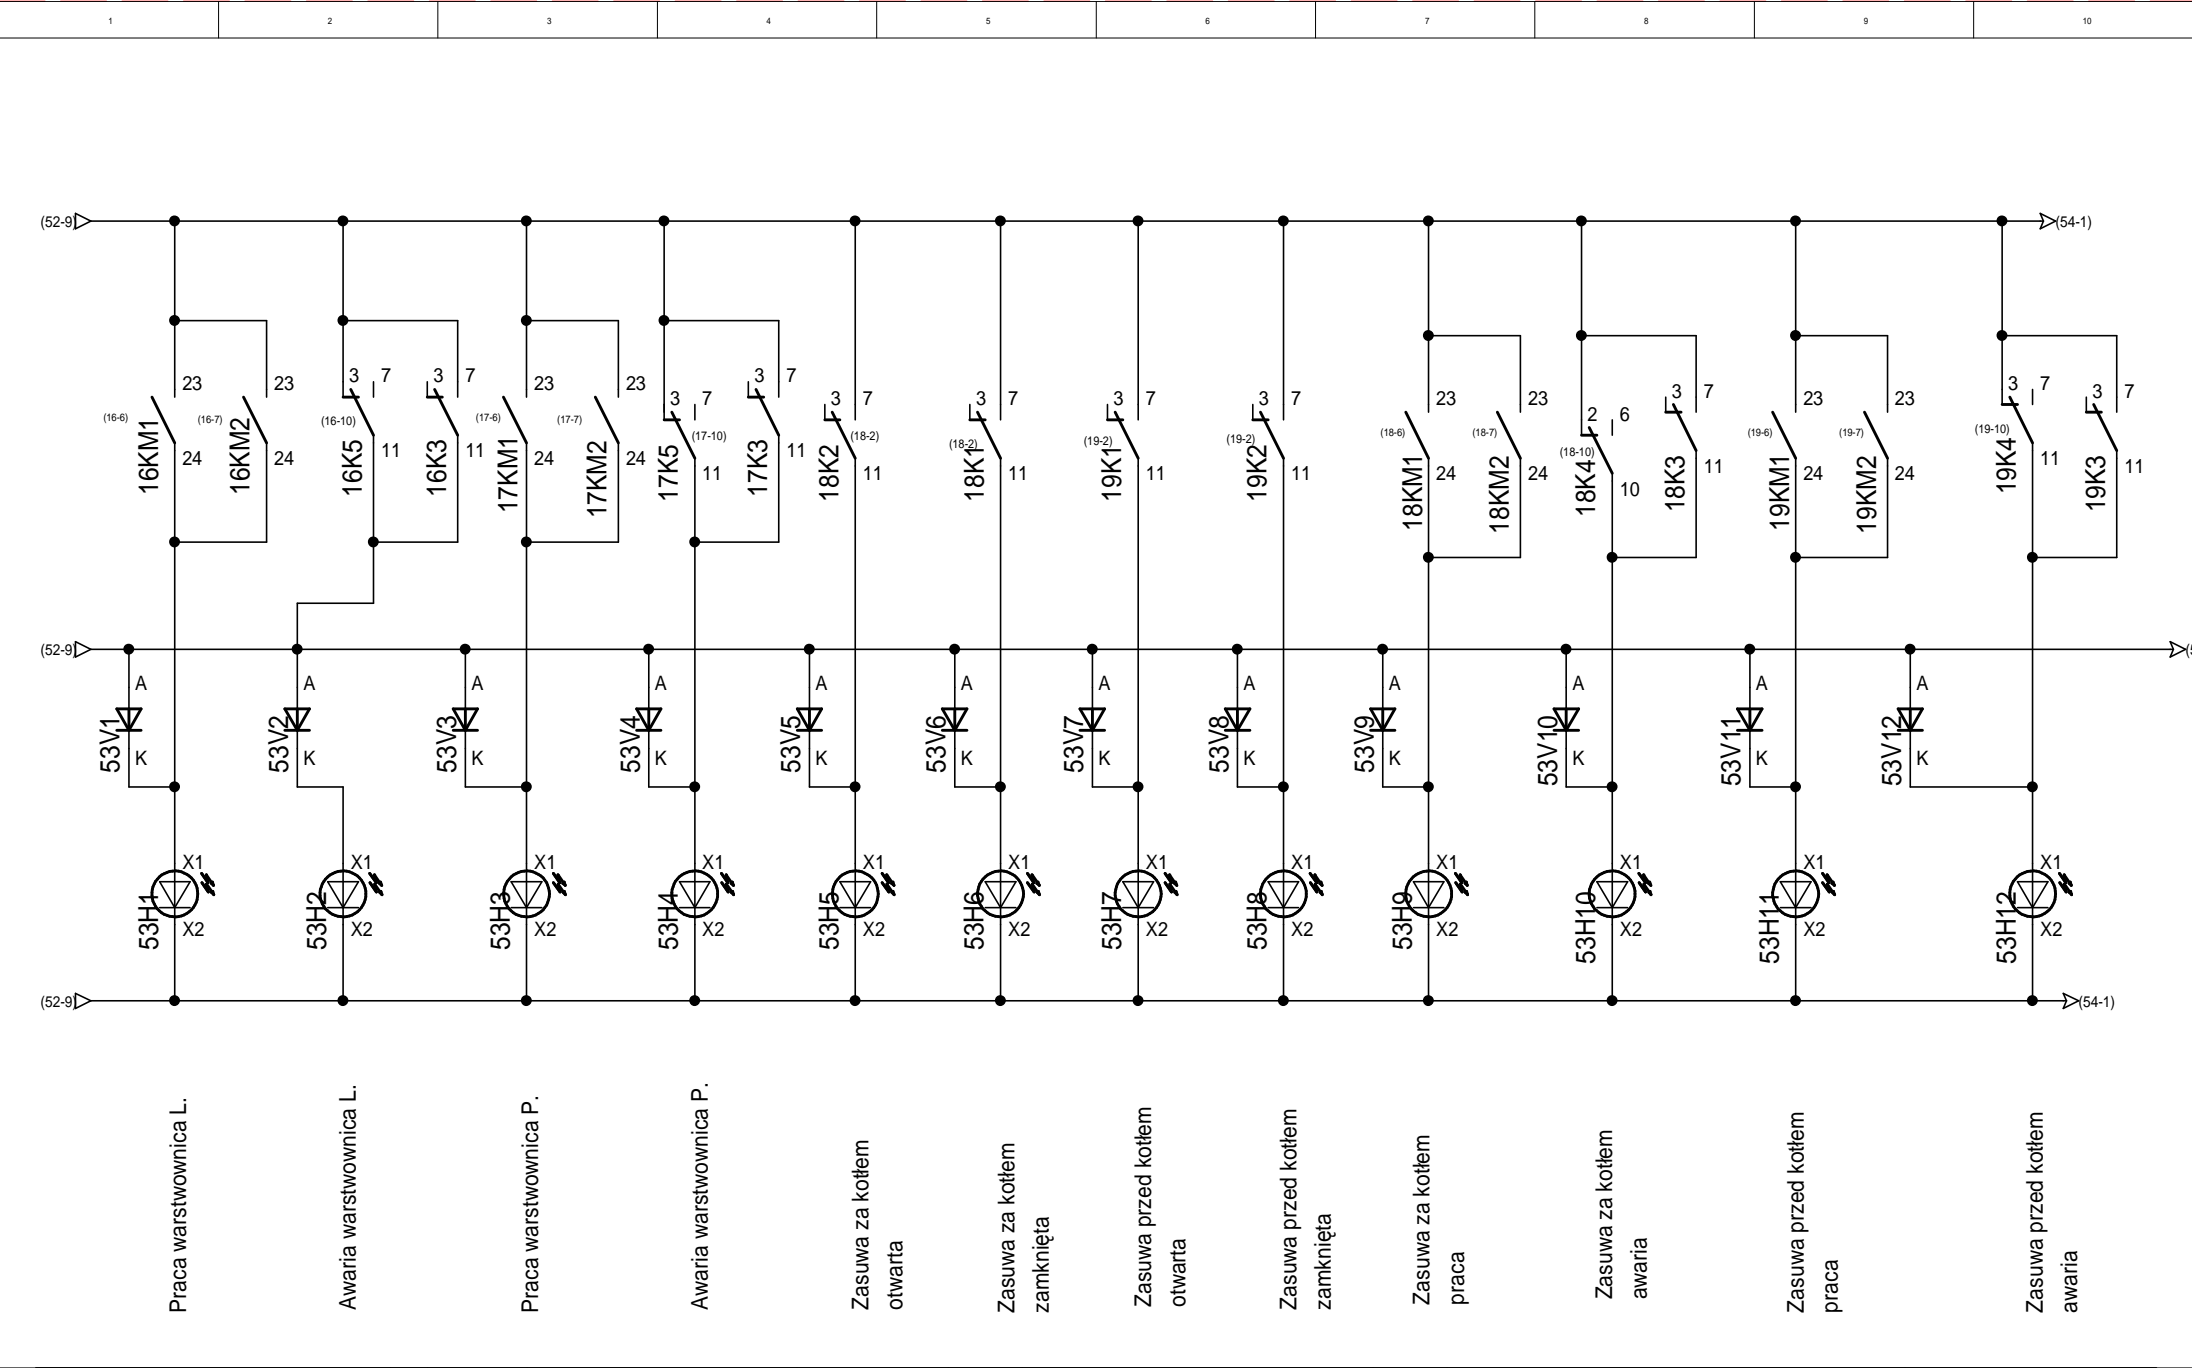 1 2 3 4 5 6 7 8 9 10
(52-9) (54-1)
3 7 3 7 3 7
23 23 23 23 3 7 3 7 3 7 3 7 3 7 23 23 2 6 3 7 23 23 3 7
(16-6) 16KM1 (16-7) 16KM2 (16-10) 16K5 16K3 (17-6) 17KM1 (17-7) 17KM2 (17-10) 17K5 17K3 (18-2) 18K2 (18-2) 18K1 (19-2) 19K1 (19-2) 19K2 (18-6) 18KM1 (18-7) 18KM2 (18-10) 18K4 18K3 (19-6) 19KM1 (19-7) 19KM2 (19-10) 19K4 19K3
24 24 11 11 24 24 11 11 11 11 11 11 24 24 10 11 24 24 11 11
(52-9)
A A A A A A A A A A A A
53V1 53V2 53V3 53V4 53V5 53V6 53V7 53V8 53V9 53V10 53V11 53V12
K K K K K K K K K K K K
X1 X1 X1 X1 X1 X1 X1 X1 X1 X1 X1 X1
53H1 53H2 53H3 53H4 53H5 53H6 53H7 53H8 53H9 53H10 53H11 53H12
X2 X2 X2 X2 X2 X2 X2 X2 X2 X2 X2 X2
(52-9) (54-1)
Praca warstwownica L.
Awaria warstwownica L.
Praca warstwownica P.
Awaria warstwownica P.
Zasuwa za kotłem
otwarta
Zasuwa za kotłem
zamknięta
Zasuwa przed kotłem
otwarta
Zasuwa przed kotłem
zamknięta
Zasuwa za kotłem
praca
Zasuwa za kotłem
awaria
Zasuwa przed kotłem
praca
Zasuwa przed kotłem
awaria